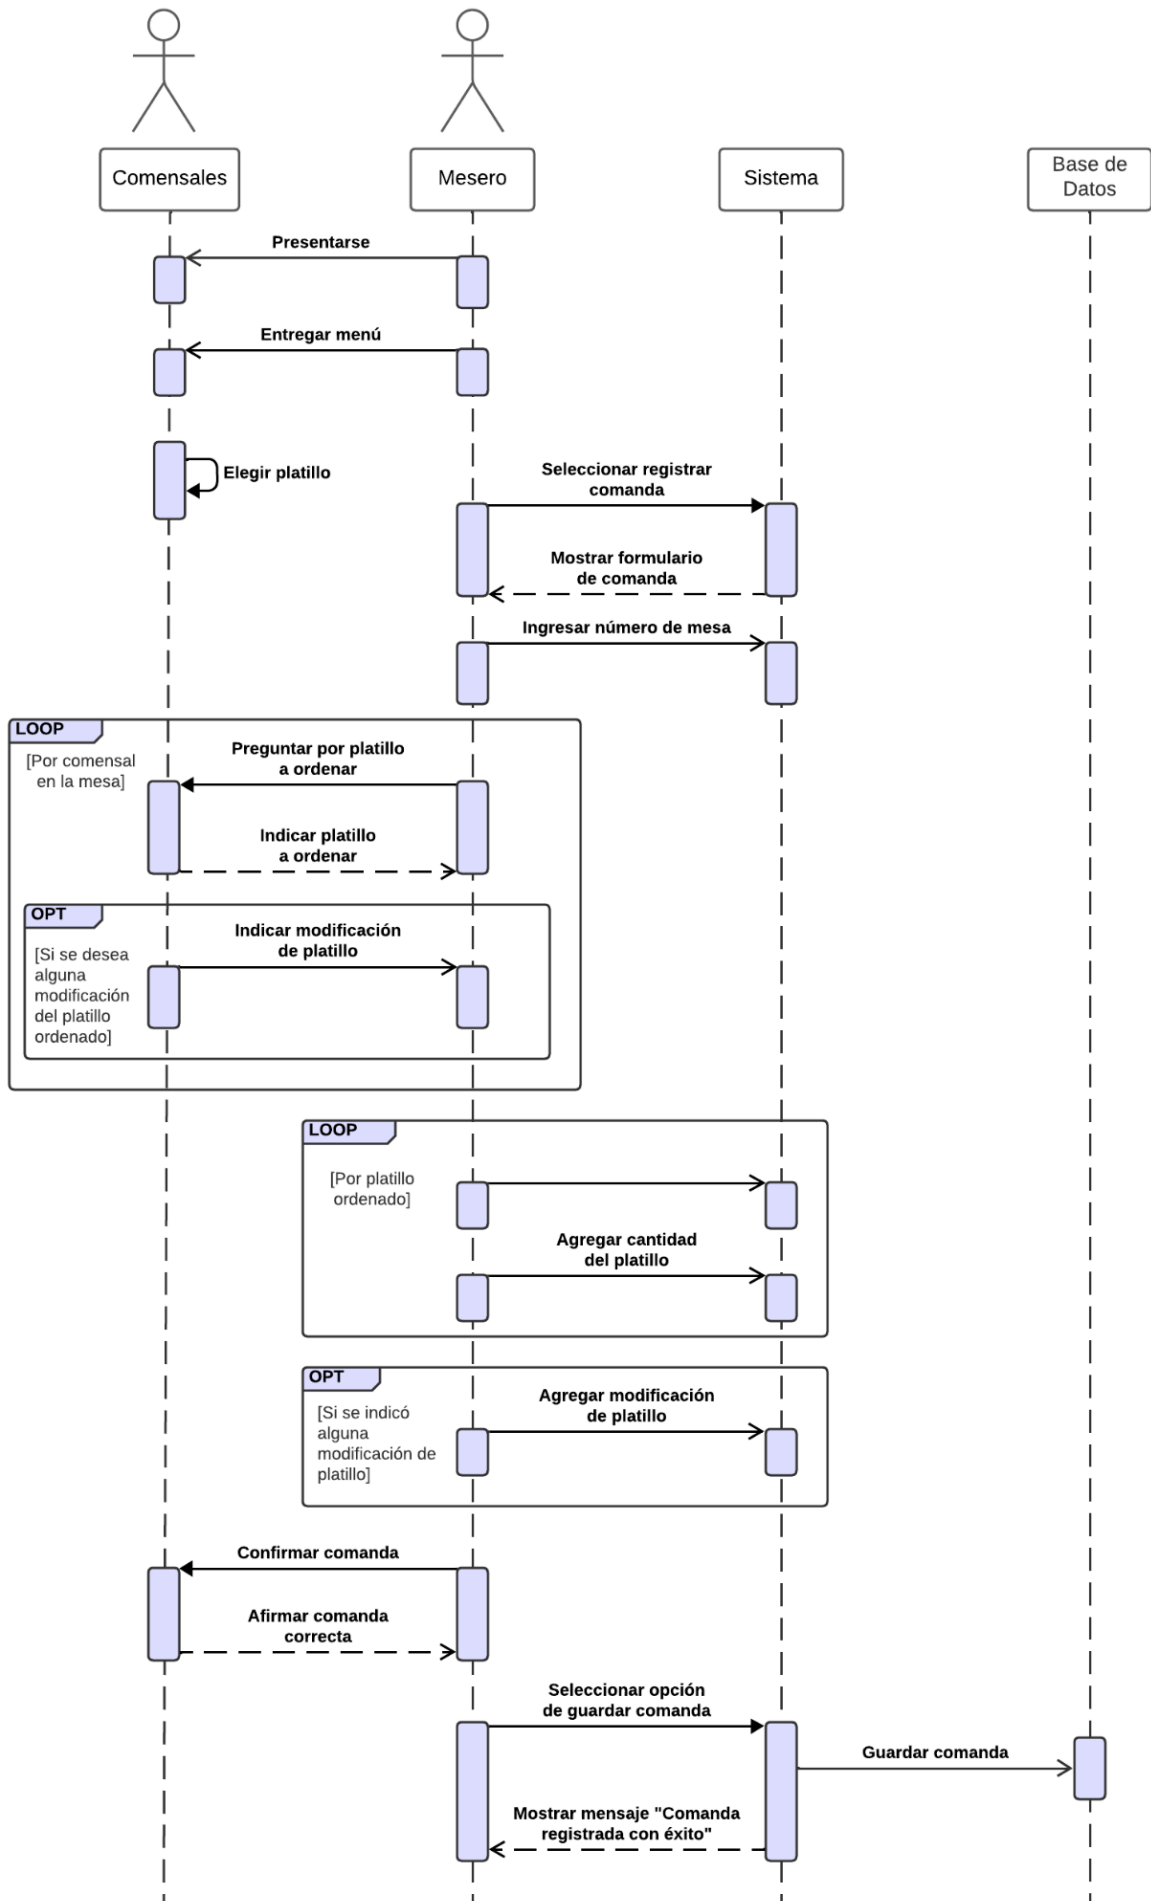 Comensales
Mesero
Sistema
Base de
Datos
Presentarse
Entregar menú
Elegir platillo
Seleccionar registrar
comanda
Mostrar formulario
de comanda
Ingresar número de mesa
LOOP
[Por comensal
en la mesa]
Preguntar por platillo
a ordenar
Indicar platillo
a ordenar
OPT
[Si se desea
alguna
modificación
del platillo
ordenado]
Indicar modificación
de platillo
LOOP
[Por platillo
ordenado]
Agregar cantidad
del platillo
OPT
[Si se indicó
alguna
modificación de
platillo]
Agregar modificación
de platillo
Confirmar comanda
Afirmar comanda
correcta
Seleccionar opción
de guardar comanda
Guardar comanda
Mostrar mensaje "Comanda
registrada con éxito"